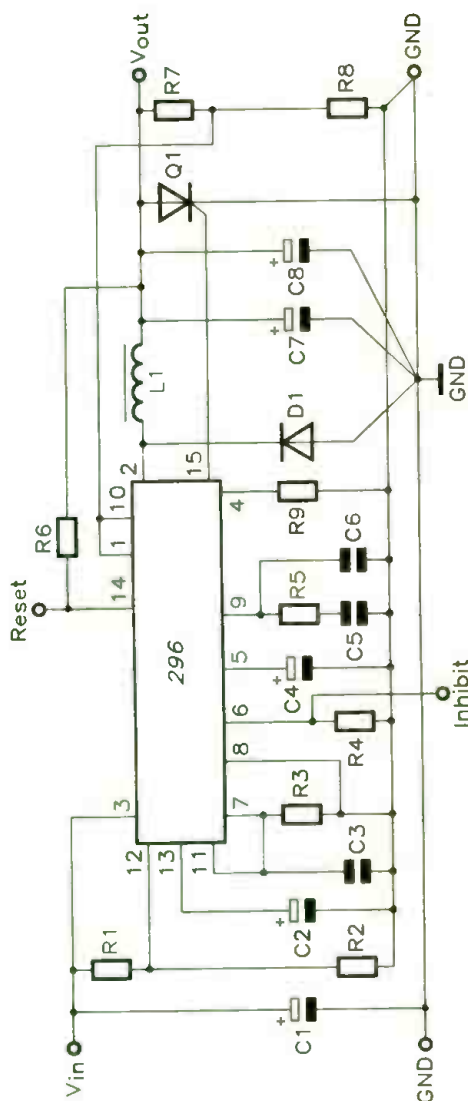 Vin
R1
C1
GND
12
3
13
11
C2
R2
7
8
C3
R3
6
R4
Inhibit
5
+
C4
296
Reset
R6
14
1
10
9
R5
C5
C6
4
R9
2
15
L1
D1
+
C7
+
C8
Q1
Vout
R7
R8
GND
GND
+
+